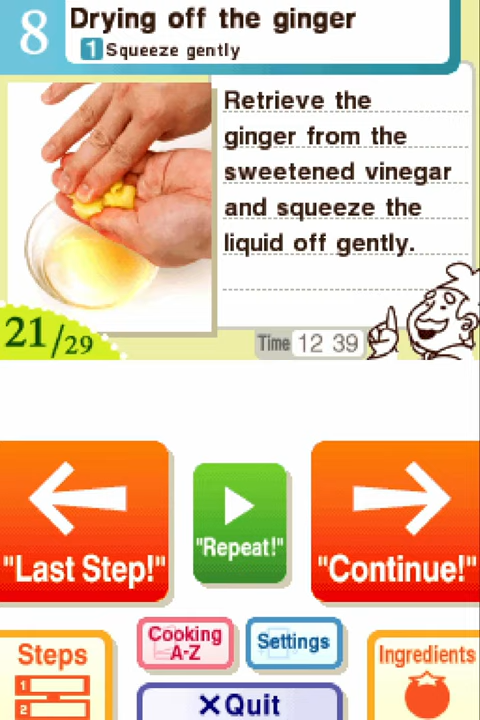 8
Drying off the ginger
1 Squeeze gently
Retrieve the
ginger from the
sweetened vinegar
and squeeze the
liquid off gently.
21/29
Time 12 39
"Last Step!"
"Repeat!"
"Continue!"
Steps
1
2
Cooking
A-Z
Settings
Ingredients
×Quit